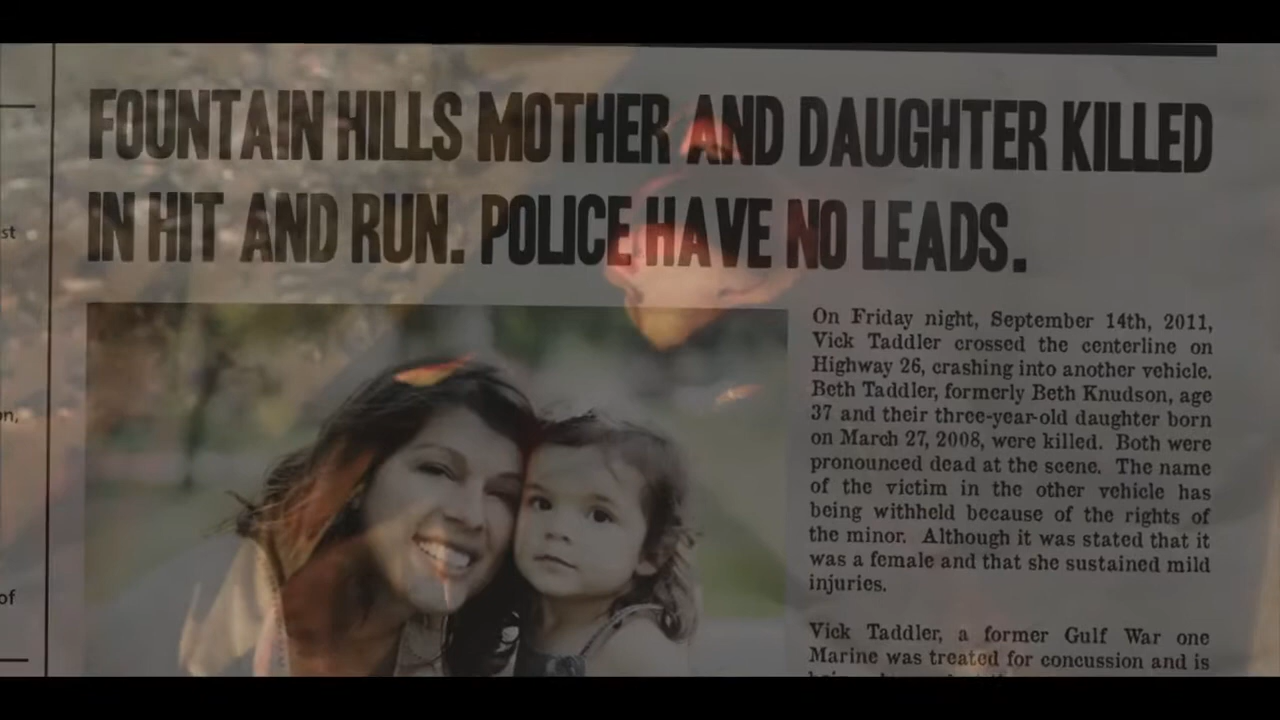 FOUNTAIN HILLS MOTHER AND DAUGHTER KILLED
IN HIT AND RUN. POLICE HAVE NO LEADS.
st
n,
of
On Friday night, September 14th, 2011,
Vick Taddler crossed the centerline on
Highway 26, crashing into another vehicle.
Beth Taddler, formerly Beth Knudson, age
37 and their three-year-old daughter born
on March 27, 2008, were killed. Both were
pronounced dead at the scene. The name
of the victim in the other vehicle has
being withheld because of the rights of
the minor. Although it was stated that it
was a female and that she sustained mild
injuries.
Vick Taddler, a former Gulf War one
Marine was treated for concussion and is